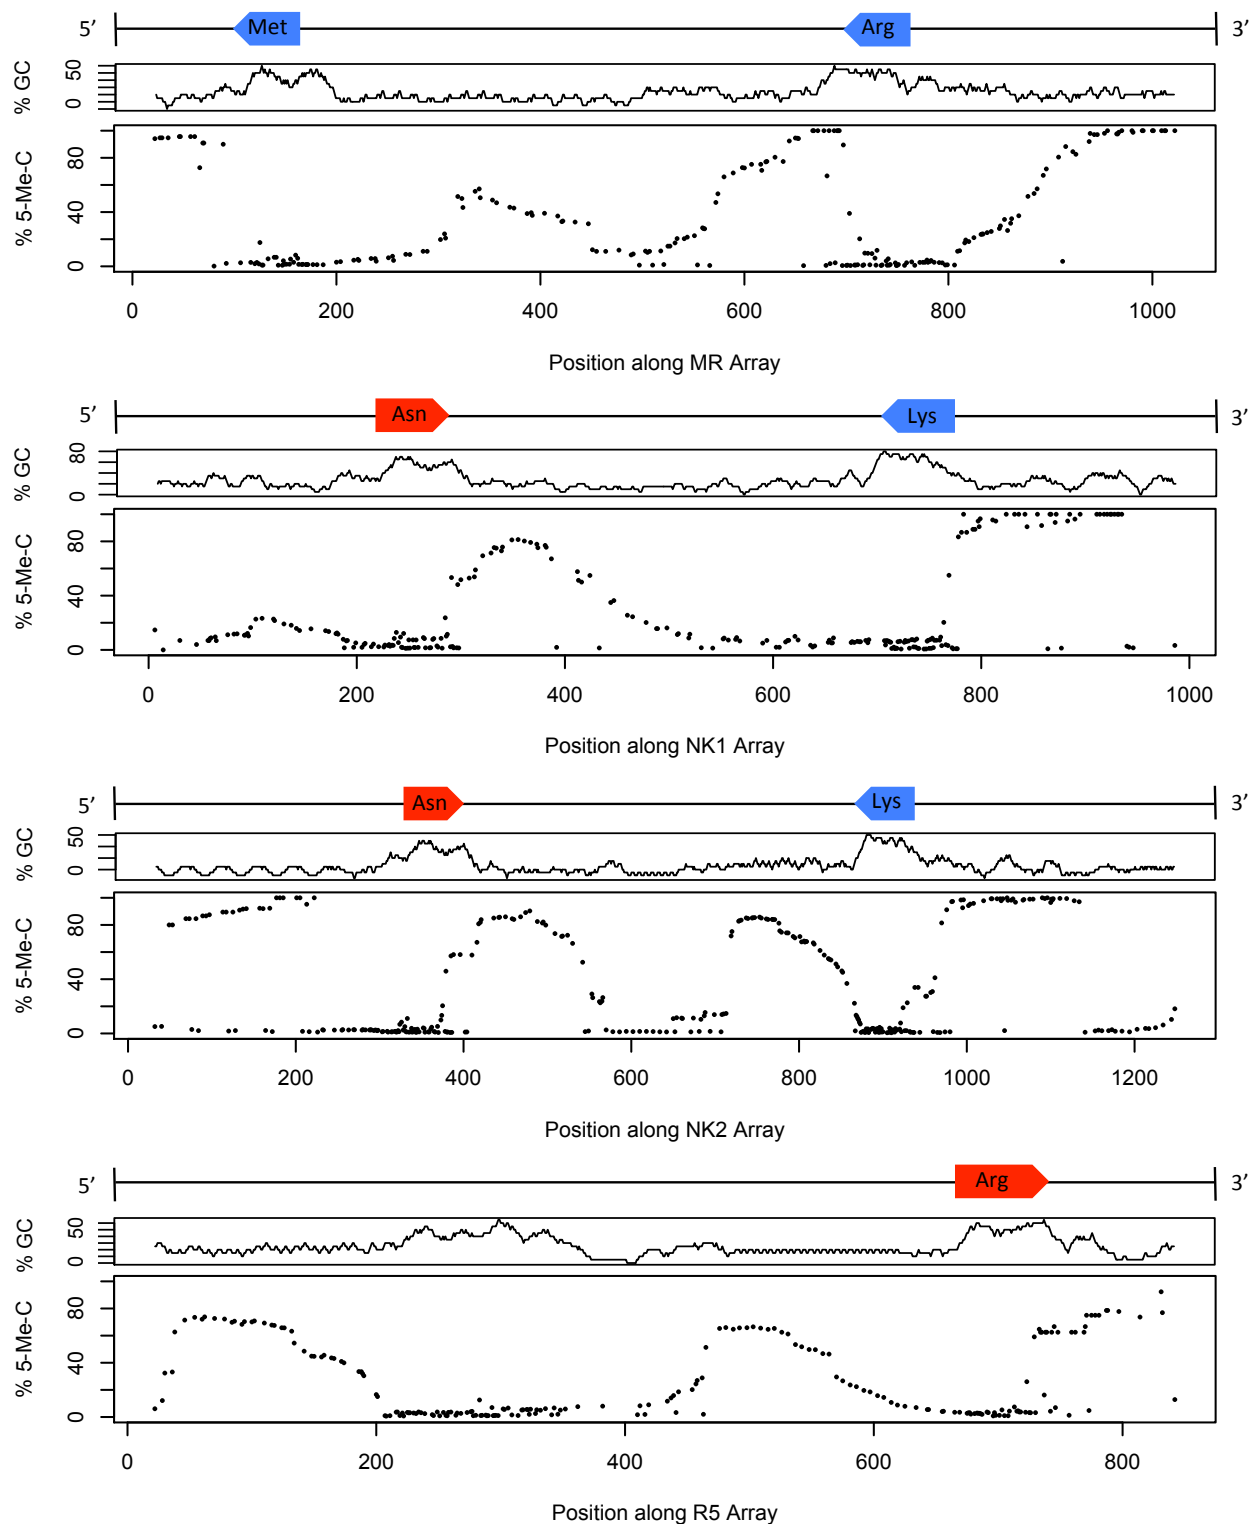 5’ Met Arg 3’
% GC
0 50
% 5-Me-C
0 40 80
0 200 400 600 800 1000
Position along MR Array
5’ Asn Lys 3’
% GC
0 80
% 5-Me-C
0 40 80
0 200 400 600 800 1000
Position along NK1 Array
5’ Asn Lys 3’
% GC
0 50
% 5-Me-C
0 40 80
0 200 400 600 800 1000 1200
Position along NK2 Array
5’ Arg 3’
% GC
0 50
% 5-Me-C
0 40 80
0 200 400 600 800
Position along R5 Array